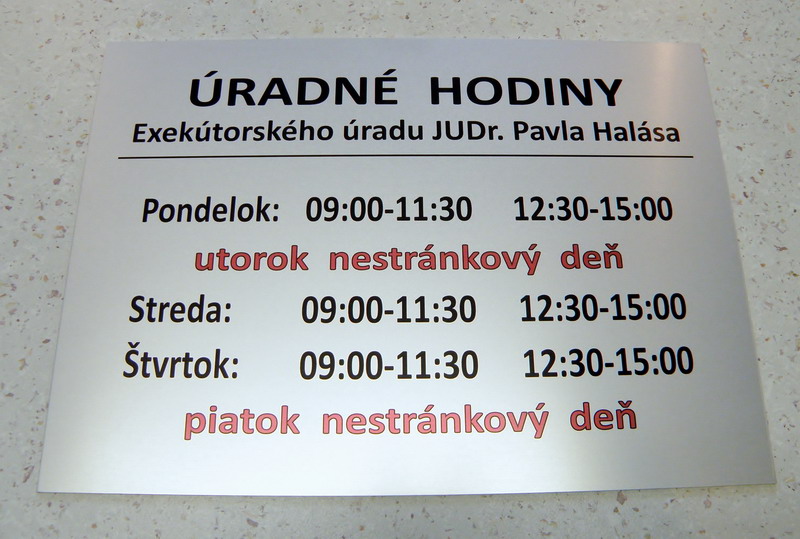 ÚRADNÉ HODINY
Exekútorského úradu JUDr. Pavla Halása
Pondelok: 09:00-11:30 12:30-15:00
utorok nestránkový deň
Streda: 09:00-11:30 12:30-15:00
Štvrtok: 09:00-11:30 12:30-15:00
piatok nestránkový deň